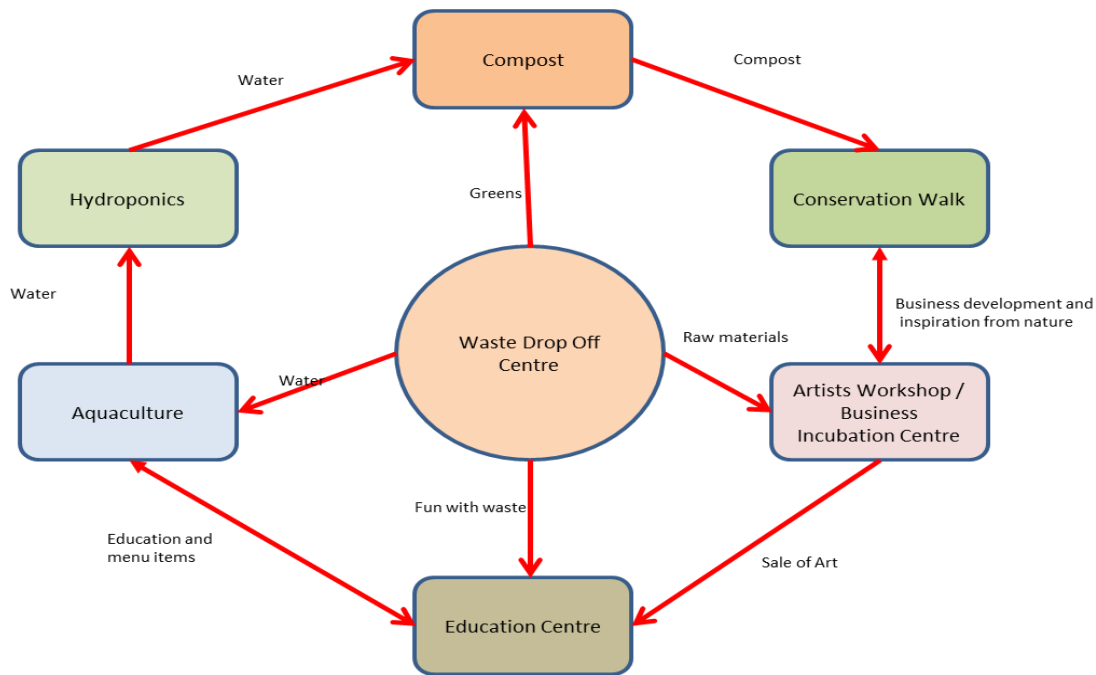 Compost
Water
Compost
Hydroponics
Greens
Conservation Walk
Water
Business development and
inspiration from nature
Waste Drop Off
Centre
Raw materials
Water
Aquaculture
Artists Workshop /
Business
Incubation Centre
Fun with waste
Education and
menu items
Sale of Art
Education Centre